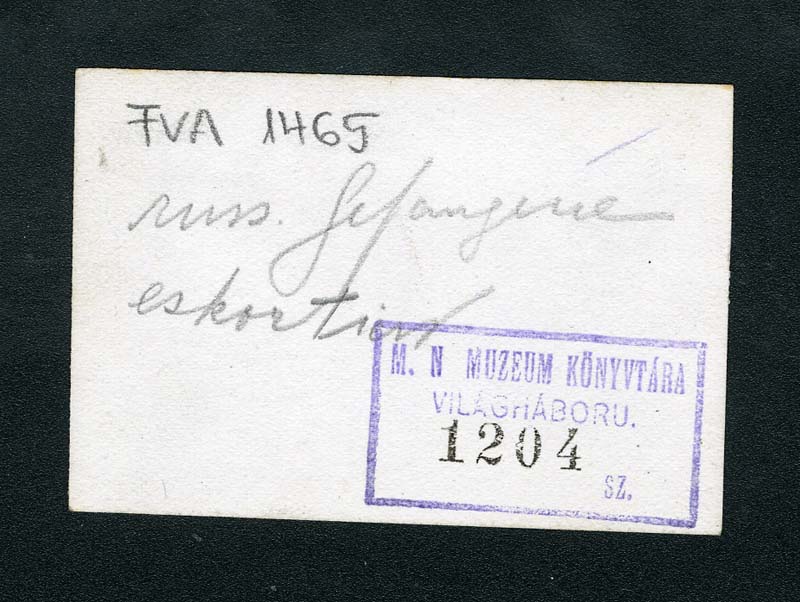 FVA 1465
russ. Gefangene
eskortiert
M. N MUZEUM KÖNYVTÁRA
VILÁGHÁBORU.
1204
SZ.